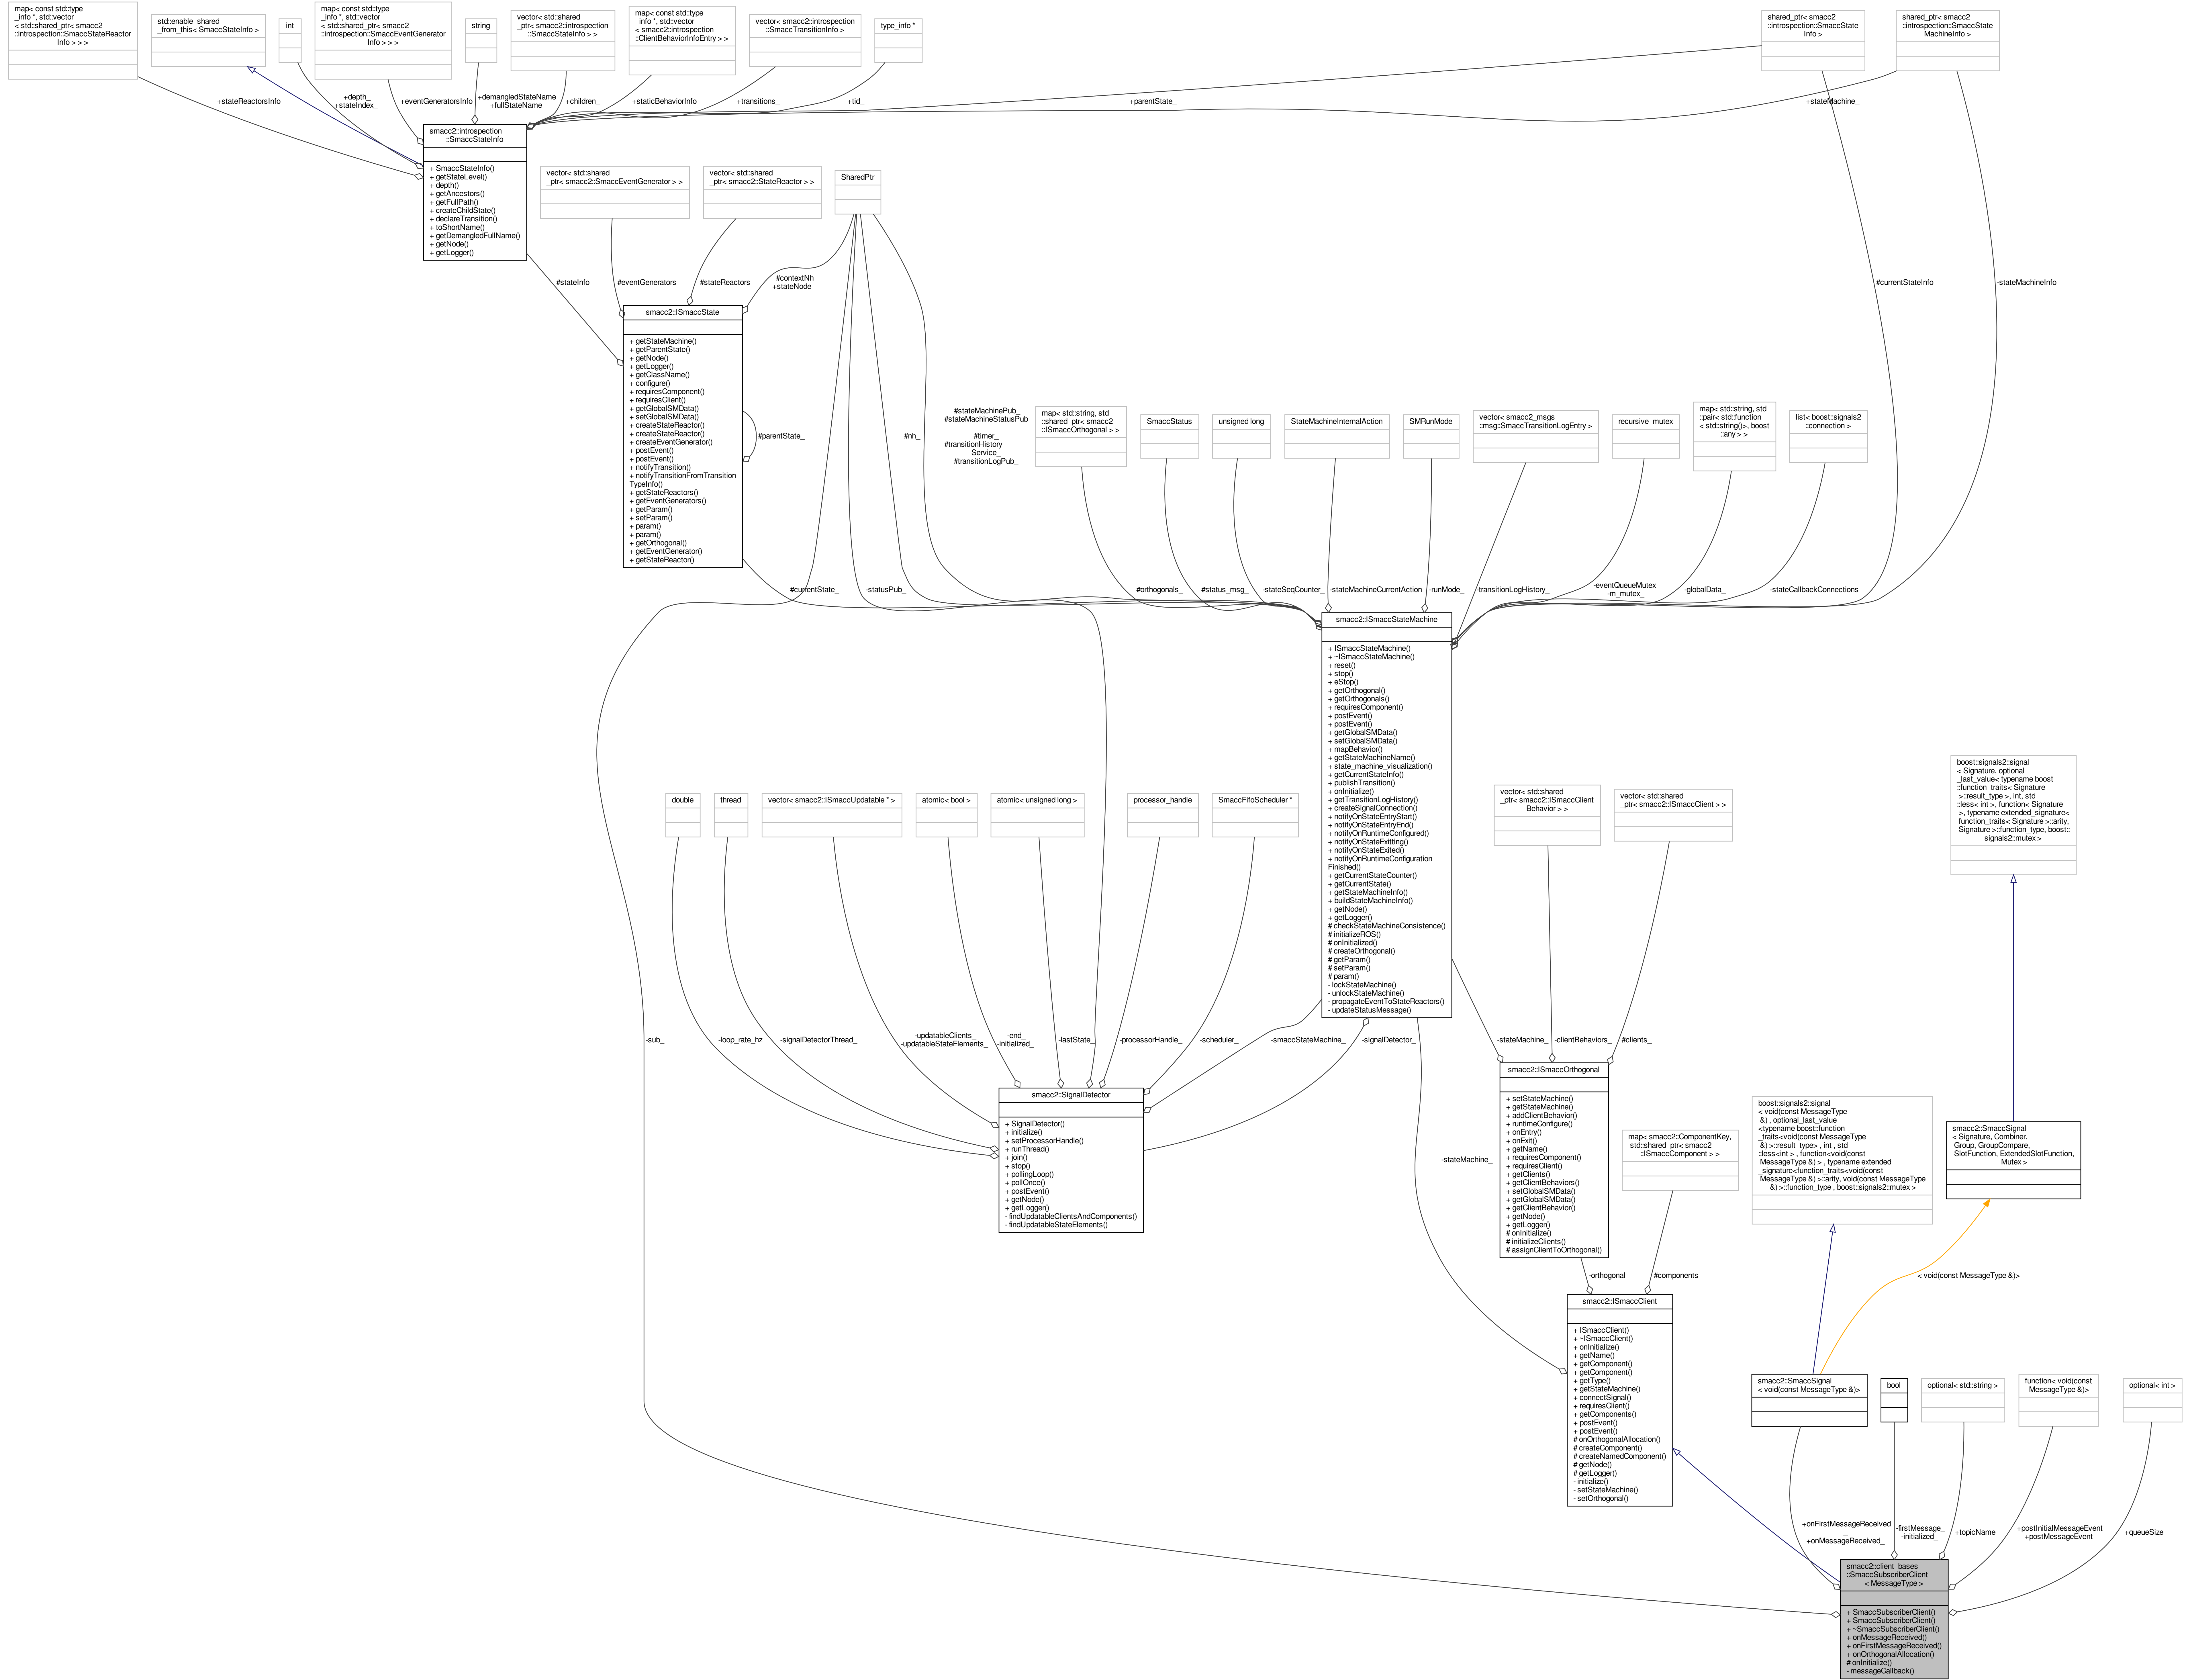 map< const std::type
_info *, std::vector
< std::shared_ptr< smacc2
::introspection::SmaccStateReactor
Info > > >
std::enable_shared
_from_this< SmaccStateInfo >
int
map< const std::type
_info *, std::vector
< std::shared_ptr< smacc2
::introspection::SmaccEventGenerator
Info > > >
string
vector< std::shared
_ptr< smacc2::introspection
::SmaccStateInfo > >
map< const std::type
_info *, std::vector
< smacc2::introspection
::ClientBehaviorInfoEntry > >
vector< smacc2::introspection
::SmaccTransitionInfo >
type_info *
shared_ptr< smacc2
::introspection::SmaccState
Info >
shared_ptr< smacc2
::introspection::SmaccState
MachineInfo >
+stateReactorsInfo
+depth_
+stateIndex_
+eventGeneratorsInfo
+demangledStateName
+fullStateName
+children_
+staticBehaviorInfo
+transitions_
+tid_
+parentState_
+stateMachine_
smacc2::introspection
::SmaccStateInfo
+ SmaccStateInfo()
+ getStateLevel()
+ depth()
+ getAncestors()
+ getFullPath()
+ createChildState()
+ declareTransition()
+ toShortName()
+ getDemangledFullName()
+ getNode()
+ getLogger()
vector< std::shared
_ptr< smacc2::SmaccEventGenerator > >
vector< std::shared
_ptr< smacc2::StateReactor > >
SharedPtr
#stateInfo_
#eventGenerators_
#stateReactors_
#contextNh
+stateNode_
#currentStateInfo_
-stateMachineInfo_
smacc2::ISmaccState
+ getStateMachine()
+ getParentState()
+ getNode()
+ getLogger()
+ getClassName()
+ configure()
+ requiresComponent()
+ requiresClient()
+ getGlobalSMData()
+ setGlobalSMData()
+ createStateReactor()
+ createStateReactor()
+ createEventGenerator()
+ postEvent()
+ postEvent()
+ notifyTransition()
+ notifyTransitionFromTransition
TypeInfo()
+ getStateReactors()
+ getEventGenerators()
+ getParam()
+ setParam()
+ param()
+ param()
+ getOrthogonal()
+ getEventGenerator()
+ getStateReactor()
#parentState_
#nh_
#stateMachinePub_
#stateMachineStatusPub
_
#timer_
#transitionHistory
Service_
#transitionLogPub_
map< std::string, std
::shared_ptr< smacc2
::ISmaccOrthogonal > >
SmaccStatus
unsigned long
StateMachineInternalAction
SMRunMode
vector< smacc2_msgs
::msg::SmaccTransitionLogEntry >
recursive_mutex
map< std::string, std
::pair< std::function
< std::string()>, boost
::any > >
list< boost::signals2
::connection >
#currentState_
-statusPub_
#orthogonals_
#status_msg_
-stateSeqCounter_
-stateMachineCurrentAction
-runMode_
-transitionLogHistory_
-eventQueueMutex_
-m_mutex_
-globalData_
-stateCallbackConnections
smacc2::ISmaccStateMachine
+ ISmaccStateMachine()
+ ~ISmaccStateMachine()
+ reset()
+ stop()
+ eStop()
+ getOrthogonal()
+ getOrthogonals()
+ requiresComponent()
+ postEvent()
+ postEvent()
+ getGlobalSMData()
+ setGlobalSMData()
+ mapBehavior()
+ getStateMachineName()
+ state_machine_visualization()
+ getCurrentStateInfo()
+ publishTransition()
+ onInitialize()
+ getTransitionLogHistory()
+ createSignalConnection()
+ notifyOnStateEntryStart()
+ notifyOnStateEntryEnd()
+ notifyOnRuntimeConfigured()
+ notifyOnStateExitting()
+ notifyOnStateExited()
+ notifyOnRuntimeConfiguration
Finished()
+ getCurrentStateCounter()
+ getCurrentState()
+ getStateMachineInfo()
+ buildStateMachineInfo()
+ getNode()
+ getLogger()
# checkStateMachineConsistence()
# initializeROS()
# onInitialized()
# createOrthogonal()
# getParam()
# setParam()
# param()
- lockStateMachine()
- unlockStateMachine()
- propagateEventToStateReactors()
- updateStatusMessage()
double
thread
vector< smacc2::ISmaccUpdatable * >
atomic< bool >
atomic< unsigned long >
processor_handle
SmaccFifoScheduler *
vector< std::shared
_ptr< smacc2::ISmaccClient
Behavior > >
vector< std::shared
_ptr< smacc2::ISmaccClient > >
boost::signals2::signal
< Signature, optional
_last_value< typename boost
::function_traits< Signature
>::result_type >, int, std
::less< int >, function< Signature
>, typename extended_signature<
function_traits< Signature >::arity,
Signature >::function_type, boost::
signals2::mutex >
-sub_
-loop_rate_hz
-signalDetectorThread_
-updatableClients_
-updatableStateElements_
-end_
-initialized_
-lastState_
-processorHandle_
-scheduler_
-smaccStateMachine_
-signalDetector_
-stateMachine_
-clientBehaviors_
#clients_
smacc2::SignalDetector
+ SignalDetector()
+ initialize()
+ setProcessorHandle()
+ runThread()
+ join()
+ stop()
+ pollingLoop()
+ pollOnce()
+ postEvent()
+ getNode()
+ getLogger()
- findUpdatableClientsAndComponents()
- findUpdatableStateElements()
smacc2::ISmaccOrthogonal
+ setStateMachine()
+ getStateMachine()
+ addClientBehavior()
+ runtimeConfigure()
+ onEntry()
+ onExit()
+ getName()
+ requiresComponent()
+ requiresClient()
+ getClients()
+ getClientBehaviors()
+ setGlobalSMData()
+ getGlobalSMData()
+ getClientBehavior()
+ getNode()
+ getLogger()
# onInitialize()
# initializeClients()
# assignClientToOrthogonal()
map< smacc2::ComponentKey,
std::shared_ptr< smacc2
::ISmaccComponent > >
boost::signals2::signal
< void(const MessageType
&) , optional_last_value
<typename boost::function
_traits<void(const MessageType
&) >::result_type> , int , std
::less<int > , function<void(const
MessageType &) > , typename extended
_signature<function_traits<void(const
MessageType &) >::arity, void(const MessageType
&) >::function_type , boost::signals2::mutex >
smacc2::SmaccSignal
< Signature, Combiner,
Group, GroupCompare,
SlotFunction, ExtendedSlotFunction,
Mutex >
-stateMachine_
-orthogonal_
#components_
< void(const MessageType &)>
smacc2::ISmaccClient
+ ISmaccClient()
+ ~ISmaccClient()
+ onInitialize()
+ getName()
+ getComponent()
+ getComponent()
+ getType()
+ getStateMachine()
+ connectSignal()
+ requiresClient()
+ getComponents()
+ postEvent()
+ postEvent()
# onOrthogonalAllocation()
# createComponent()
# createNamedComponent()
# getNode()
# getLogger()
- initialize()
- setStateMachine()
- setOrthogonal()
smacc2::SmaccSignal
< void(const MessageType &)>
bool
optional< std::string >
function< void(const
MessageType &)>
optional< int >
+onFirstMessageReceived
_
+onMessageReceived_
-firstMessage_
-initialized_
+topicName
+postInitialMessageEvent
+postMessageEvent
+queueSize
smacc2::client_bases
::SmaccSubscriberClient
< MessageType >
+ SmaccSubscriberClient()
+ SmaccSubscriberClient()
+ ~SmaccSubscriberClient()
+ onMessageReceived()
+ onFirstMessageReceived()
+ onOrthogonalAllocation()
# onInitialize()
- messageCallback()